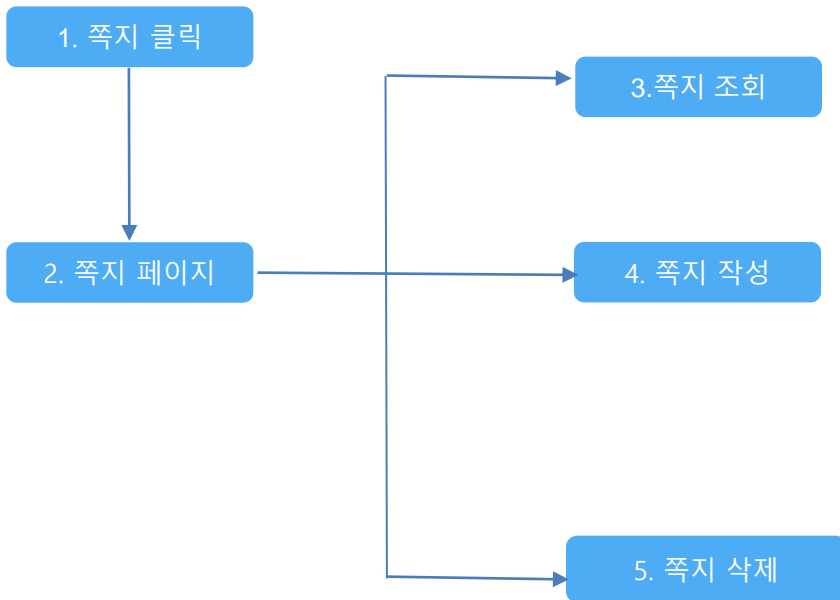 1. 쪽지 클릭
2. 쪽지 페이지
3.쪽지 조회
4. 쪽지 작성
5. 쪽지 삭제